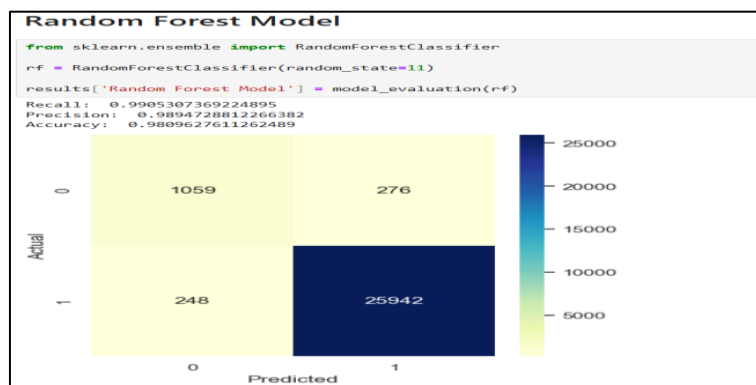 Random Forest Model
from sklearn.ensemble import RandomForestClassifier
rf = RandomForestClassifier(random_state=11)
results['Random Forest Model'] = model_evaluation(rf)
Recall: 0.9905307369224895
Precision: 0.9894728812266382
Accuracy: 0.9809627611262489
25000
0
1059
276
20000
15000
Actual
10000
1
248
25942
5000
0
1
Predicted